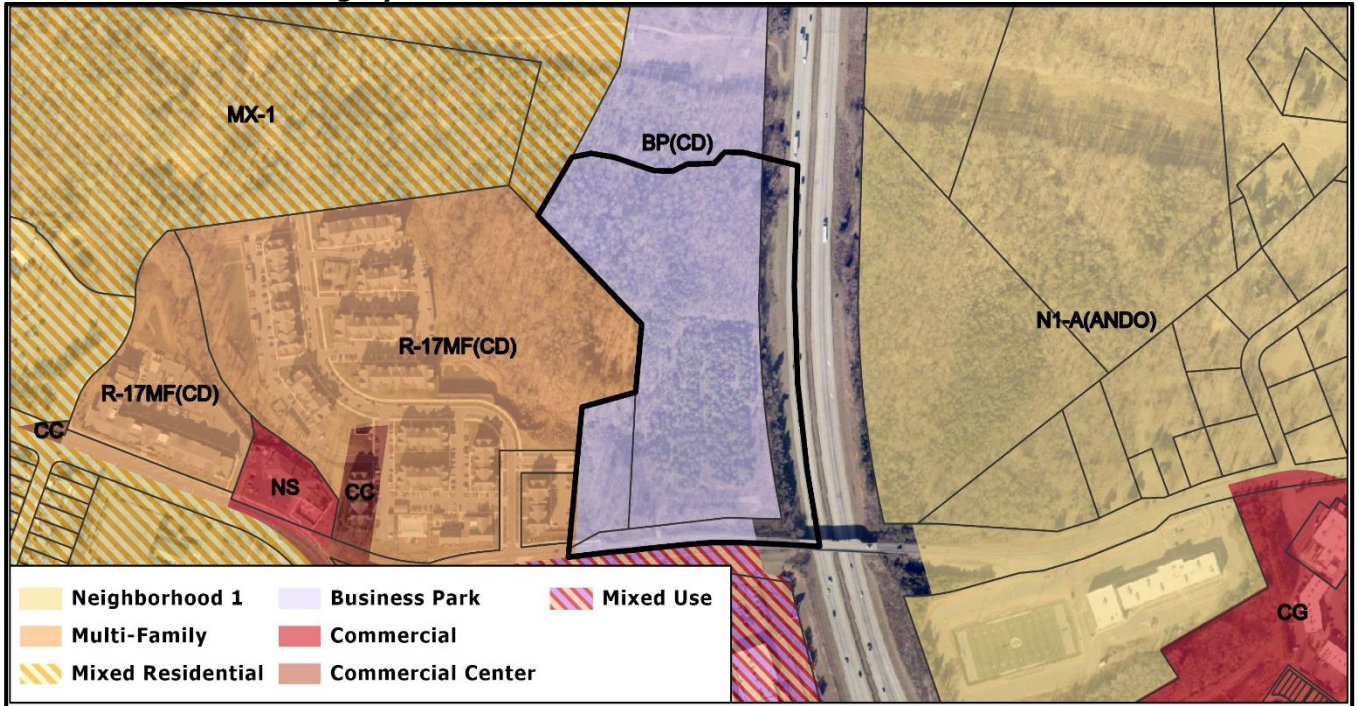 MX-1
BP(CD)
N1-A(ANDO)
R-17MF(CD)
R-17MF(CD)
CC
NS
CC
CG
Neighborhood 1
Business Park
Mixed Use
Multi-Family
Commercial
Mixed Residential
Commercial Center